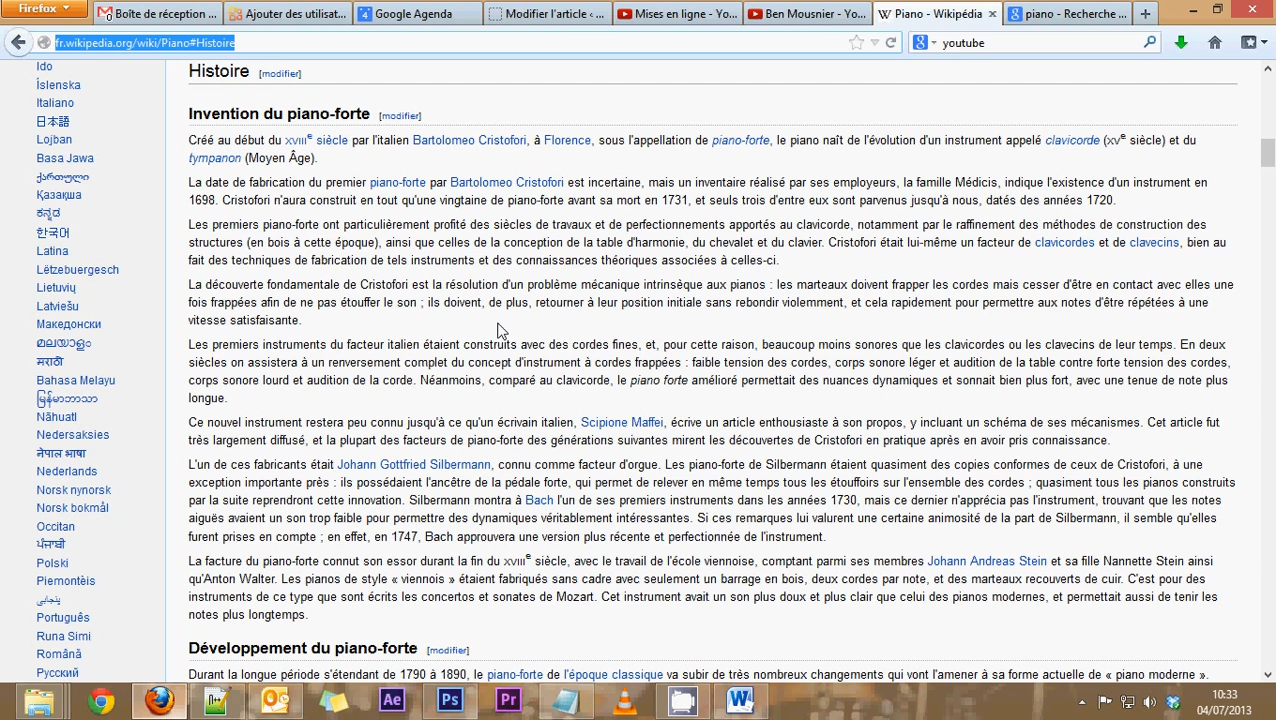 Firefox
Boîte de réception ...
Ajouter des utilisat...
Google Agenda
Modifier l'article ‹ ...
Mises en ligne - Yo...
Ben Mousnier - Yo...
Piano - Wikipédia
piano - Recherche ...
fr.wikipedia.org/wiki/Piano#Histoire
youtube
Ido
Íslenska
Italiano
日本語
Lojban
Basa Jawa
ქართული
Қазақша
ಕನ್ನಡ
한국어
Latina
Lëtzebuergesch
Lietuvių
Latviešu
Македонски
മലയാളം
मराठी
Bahasa Melayu
မြန်မာဘာသာ
Nāhuatl
Nedersaksies
नेपाल भाषा
Nederlands
Norsk nynorsk
Norsk bokmål
Occitan
ਪੰਜਾਬੀ
Polski
Piemontèis
پنجابی
Português
Runa Simi
Română
Русский
Histoire [modifier]
Invention du piano-forte [modifier]
Créé au début du XVIIIe siècle par l'italien Bartolomeo Cristofori, à Florence, sous l'appellation de piano-forte, le piano naît de l'évolution d'un instrument appelé clavicorde (XVe siècle) et du
tympanon (Moyen Âge).
La date de fabrication du premier piano-forte par Bartolomeo Cristofori est incertaine, mais un inventaire réalisé par ses employeurs, la famille Médicis, indique l'existence d'un instrument en
1698. Cristofori n'aura construit en tout qu'une vingtaine de piano-forte avant sa mort en 1731, et seuls trois d'entre eux sont parvenus jusqu'à nous, datés des années 1720.
Les premiers piano-forte ont particulièrement profité des siècles de travaux et de perfectionnements apportés au clavicorde, notamment par le raffinement des méthodes de construction des
structures (en bois à cette époque), ainsi que celles de la conception de la table d'harmonie, du chevalet et du clavier. Cristofori était lui-même un facteur de clavicordes et de clavecins, bien au
fait des techniques de fabrication de tels instruments et des connaissances théoriques associées à celles-ci.
La découverte fondamentale de Cristofori est la résolution d'un problème mécanique intrinsèque aux pianos : les marteaux doivent frapper les cordes mais cesser d'être en contact avec elles une
fois frappées afin de ne pas étouffer le son ; ils doivent, de plus, retourner à leur position initiale sans rebondir violemment, et cela rapidement pour permettre aux notes d'être répétées à une
vitesse satisfaisante.
Les premiers instruments du facteur italien étaient construits avec des cordes fines, et, pour cette raison, beaucoup moins sonores que les clavicordes ou les clavecins de leur temps. En deux
siècles on assistera à un renversement complet du concept d'instrument à cordes frappées : faible tension des cordes, corps sonore léger et audition de la table contre forte tension des cordes,
corps sonore lourd et audition de la corde. Néanmoins, comparé au clavicorde, le piano forte amélioré permettait des nuances dynamiques et sonnait bien plus fort, avec une tenue de note plus
longue.
Ce nouvel instrument restera peu connu jusqu'à ce qu'un écrivain italien, Scipione Maffei, écrive un article enthousiaste à son propos, y incluant un schéma de ses mécanismes. Cet article fut
très largement diffusé, et la plupart des facteurs de piano-forte des générations suivantes mirent les découvertes de Cristofori en pratique après en avoir pris connaissance.
L'un de ces fabricants était Johann Gottfried Silbermann, connu comme facteur d'orgue. Les piano-forte de Silbermann étaient quasiment des copies conformes de ceux de Cristofori, à une
exception importante près : ils possédaient l'ancêtre de la pédale forte, qui permet de relever en même temps tous les étouffoirs sur l'ensemble des cordes ; quasiment tous les pianos construits
par la suite reprendront cette innovation. Silbermann montra à Bach l'un de ses premiers instruments dans les années 1730, mais ce dernier n'apprécia pas l'instrument, trouvant que les notes
aiguës avaient un son trop faible pour permettre des dynamiques véritablement intéressantes. Si ces remarques lui valurent une certaine animosité de la part de Silbermann, il semble qu'elles
furent prises en compte ; en effet, en 1747, Bach approuvera une version plus récente et perfectionnée de l'instrument.
La facture du piano-forte connut son essor durant la fin du XVIIIe siècle, avec le travail de l'école viennoise, comptant parmi ses membres Johann Andreas Stein et sa fille Nannette Stein ainsi
qu'Anton Walter. Les pianos de style « viennois » étaient fabriqués sans cadre avec seulement un barrage en bois, deux cordes par note, et des marteaux recouverts de cuir. C'est pour des
instruments de ce type que sont écrits les concertos et sonates de Mozart. Cet instrument avait un son plus doux et plus clair que celui des pianos modernes, et permettait aussi de tenir les
notes plus longtemps.
Développement du piano-forte [modifier]
Durant la longue période s'étendant de 1790 à 1890, le piano-forte de l'époque classique va subir de très nombreux changements qui vont l'amener à sa forme actuelle de « piano moderne ».
Ae
Ps
Pr
10:33
04/07/2013